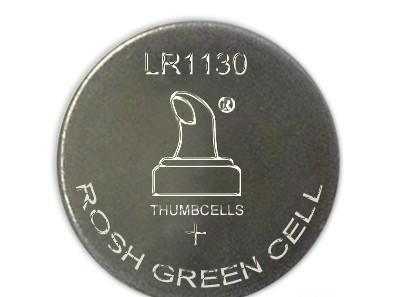 LR1130
®
THUMBCELLS
+
ROSH GREEN CELL